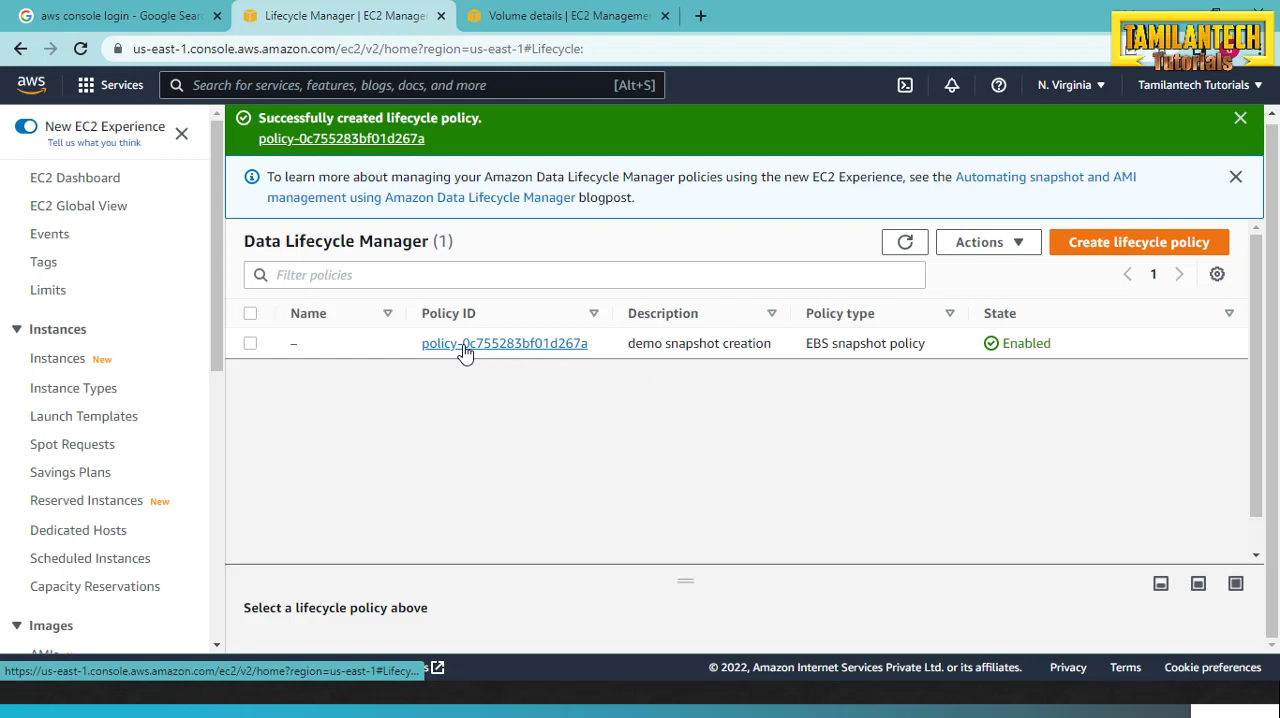 aws console login - Google Sear
Lifecycle Manager | EC2 Manage
Volume details | EC2 Manageme
us-east-1.console.aws.amazon.com/ec2/v2/home?region=us-east-1#Lifecycle:
TAMILANTECH
Tutorials
aws
Services
Search for services, features, blogs, docs, and more
[Alt+S]
N. Virginia
Tamilantech Tutorials
New EC2 Experience
Tell us what you think
EC2 Dashboard
EC2 Global View
Events
Tags
Limits
Instances
Instances New
Instance Types
Launch Templates
Spot Requests
Savings Plans
Reserved Instances New
Dedicated Hosts
Scheduled Instances
Capacity Reservations
Images
AMIs
Successfully created lifecycle policy.
policy-0c755283bf01d267a
To learn more about managing your Amazon Data Lifecycle Manager policies using the new EC2 Experience, see the Automating snapshot and AMI
management using Amazon Data Lifecycle Manager blogpost.
Data Lifecycle Manager (1)
Actions
Create lifecycle policy
Filter policies
1
Name Policy ID Description Policy type State
– policy-0c755283bf01d267a demo snapshot creation EBS snapshot policy Enabled
Select a lifecycle policy above
https://us-east-1.console.aws.amazon.com/ec2/v2/home?region=us-east-1#Lifecy...
© 2022, Amazon Internet Services Private Ltd. or its affiliates.
Privacy
Terms
Cookie preferences